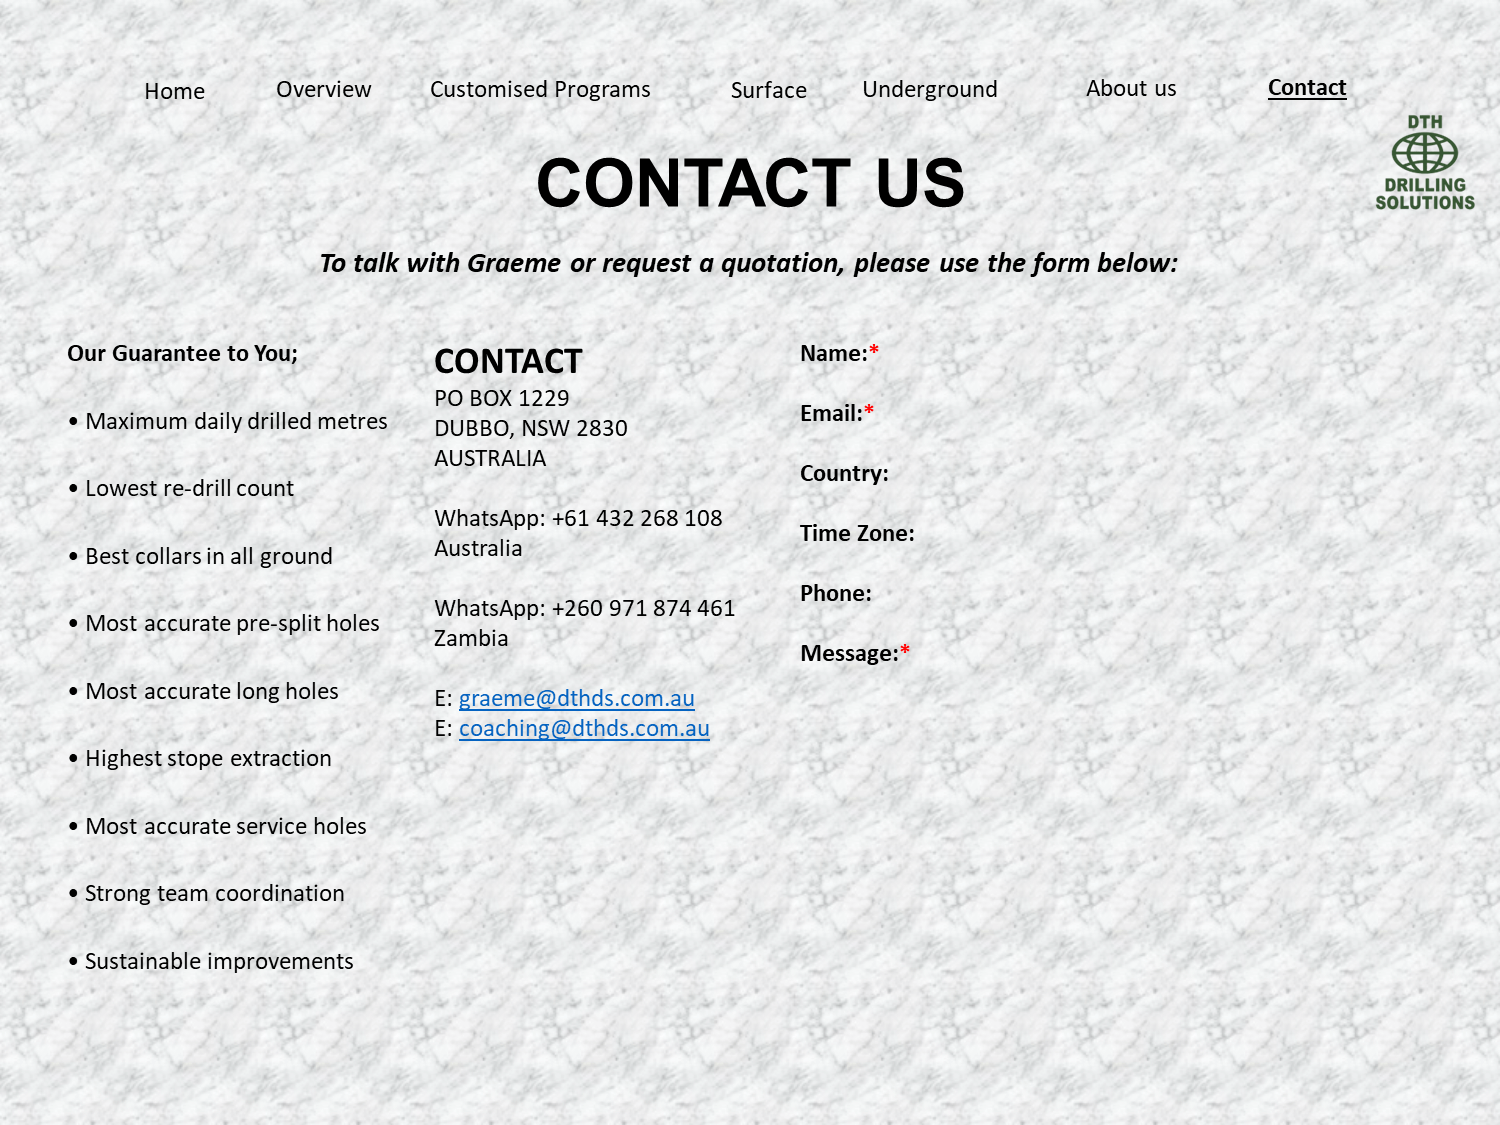 Home Overview Customised Programs Surface Underground About us Contact
DTH
DRILLING
SOLUTIONS
CONTACT US
To talk with Graeme or request a quotation, please use the form below:
Our Guarantee to You;
• Maximum daily drilled metres
• Lowest re-drill count
• Best collars in all ground
• Most accurate pre-split holes
• Most accurate long holes
• Highest stope extraction
• Most accurate service holes
• Strong team coordination
• Sustainable improvements
CONTACT
PO BOX 1229
DUBBO, NSW 2830
AUSTRALIA
WhatsApp: +61 432 268 108
Australia
WhatsApp: +260 971 874 461
Zambia
E: graeme@dthds.com.au
E: coaching@dthds.com.au
Name:*
Email:*
Country:
Time Zone:
Phone:
Message:*